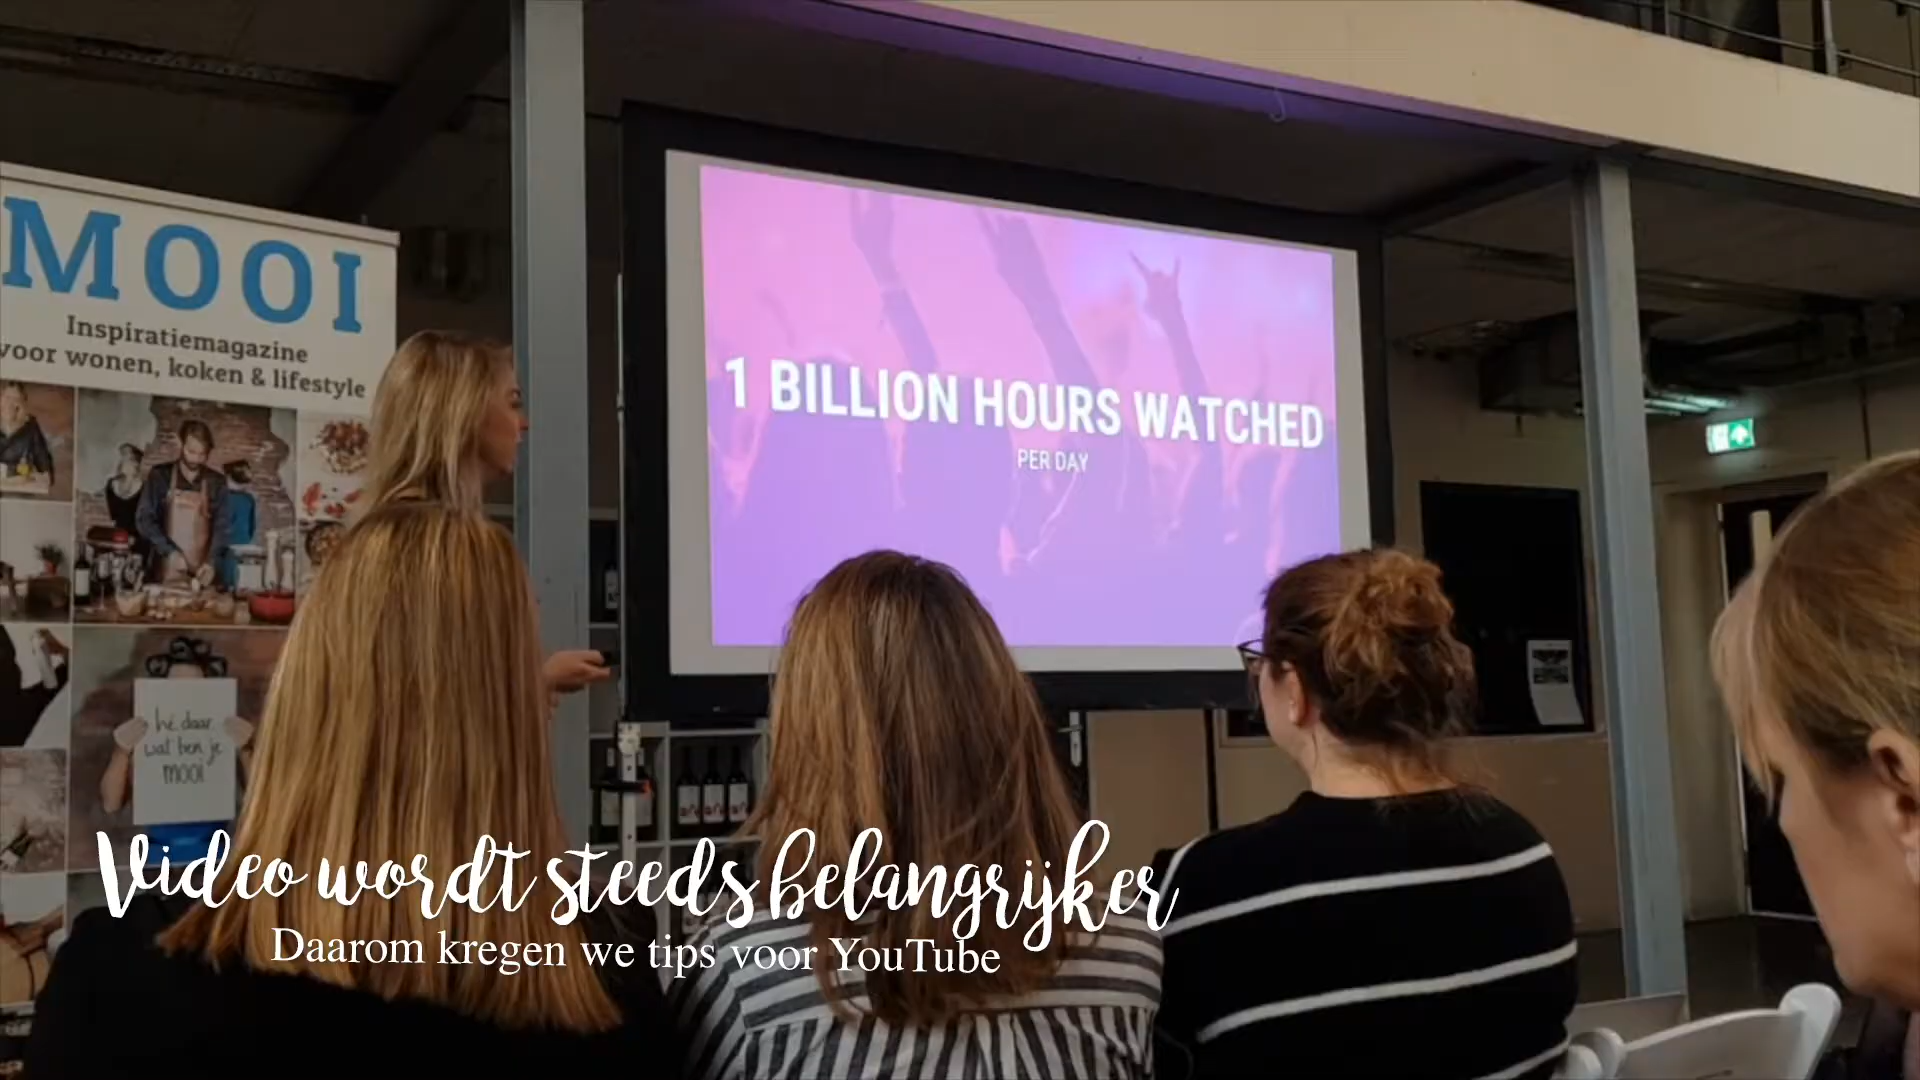 MOOI
Inspiratiemagazine
voor wonen, koken & lifestyle
1 BILLION HOURS WATCHED
PER DAY
hé daar,
wat ben je
mooi
Video wordt steeds belangrijker
Daarom kregen we tips voor YouTube